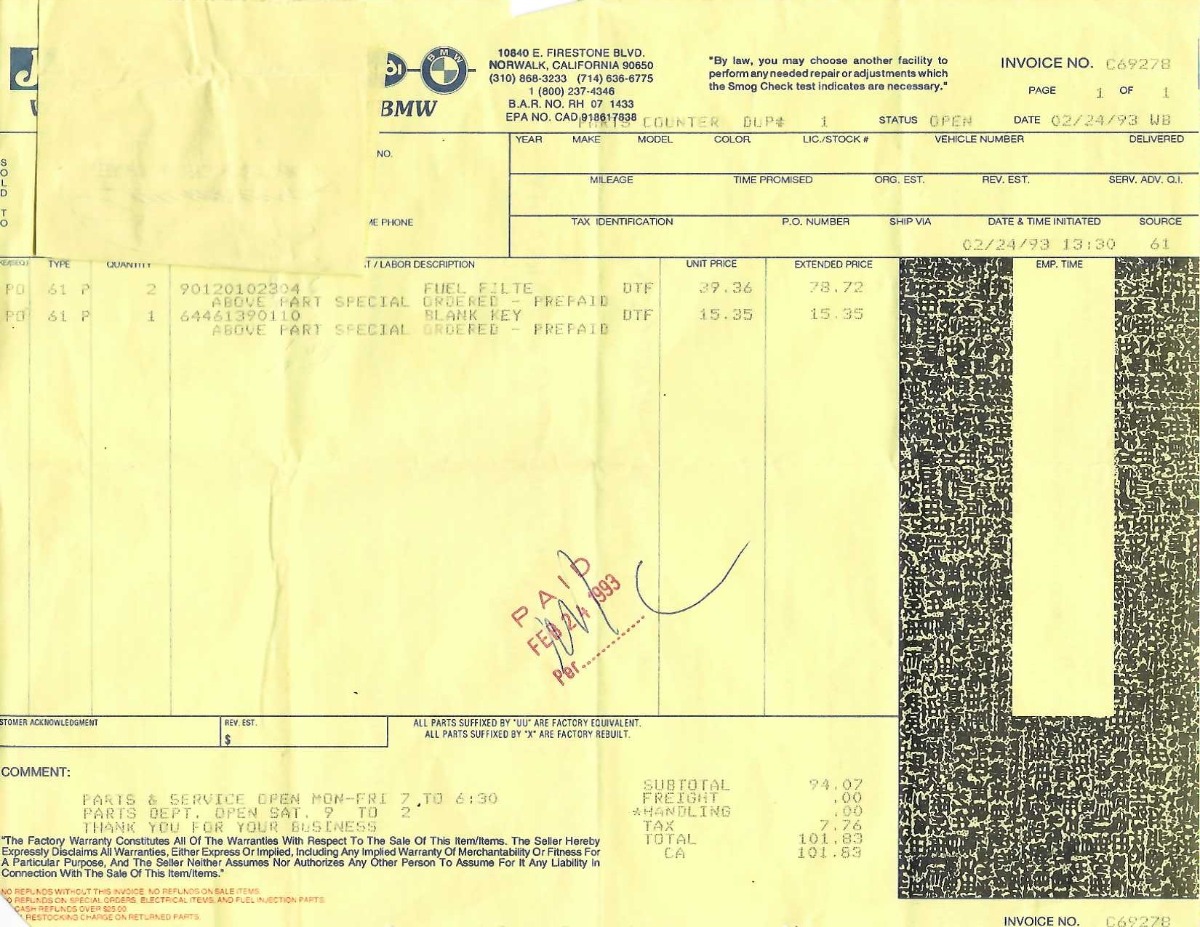 10840 E. FIRESTONE BLVD.
NORWALK, CALIFORNIA 90650
(310) 868-3233 (714) 636-6775
1 (800) 237-4346
B.A.R. NO. RH 07 1433
EPA NO. CAD 918617838
BMW
BMW
"By law, you may choose another facility to
perform any needed repair or adjustments which
the Smog Check test indicates are necessary."
INVOICE NO. C69278
PAGE 1 OF 1
PARTS COUNTER DUP# 1 STATUS OPEN DATE 02/24/93 WB
SOLD TO
NO.
YEAR MAKE MODEL COLOR LIC./STOCK # VEHICLE NUMBER DELIVERED
MILEAGE TIME PROMISED ORG. EST. REV. EST. SERV. ADV. Q.I.
ME PHONE
TAX IDENTIFICATION P.O. NUMBER SHIP VIA DATE & TIME INITIATED SOURCE
02/24/93 13:30 61
TYPE QUANTITY T / LABOR DESCRIPTION UNIT PRICE EXTENDED PRICE EMP. TIME
PO 61 P 2 90120102304 FUEL FILTE DTF 39.36 78.72
ABOVE PART SPECIAL ORDERED - PREPAID
PO 61 P 1 64461390110 BLANK KEY DTF 15.35 15.35
ABOVE PART SPECIAL ORDERED - PREPAID
PAID
FEB 24 1993
Per
STOMER ACKNOWLEDGMENT
REV. EST.
$
ALL PARTS SUFFIXED BY "UU" ARE FACTORY EQUIVALENT.
ALL PARTS SUFFIXED BY "X" ARE FACTORY REBUILT.
COMMENT:
PARTS & SERVICE OPEN MON-FRI 7 TO 6:30
PARTS DEPT. OPEN SAT. 9 TO 2
THANK YOU FOR YOUR BUSINESS
SUBTOTAL 94.07
FREIGHT .00
*HANDLING .00
TAX 7.76
TOTAL 101.83
CA 101.83
"The Factory Warranty Constitutes All Of The Warranties With Respect To The Sale Of This Item/Items. The Seller Hereby
Expressly Disclaims All Warranties, Either Express Or Implied, Including Any Implied Warranty Of Merchantability Or Fitness For
A Particular Purpose, And The Seller Neither Assumes Nor Authorizes Any Other Person To Assume For It Any Liability In
Connection With The Sale Of This Item/Items."
NO REFUNDS WITHOUT THIS INVOICE. NO REFUNDS ON SALE ITEMS.
REFUNDS ON SPECIAL ORDERS, ELECTRICAL ITEMS, AND FUEL INJECTION PARTS.
CASH REFUNDS OVER $25.00.
RESTOCKING CHARGE ON RETURNED PARTS.
INVOICE NO. C69278